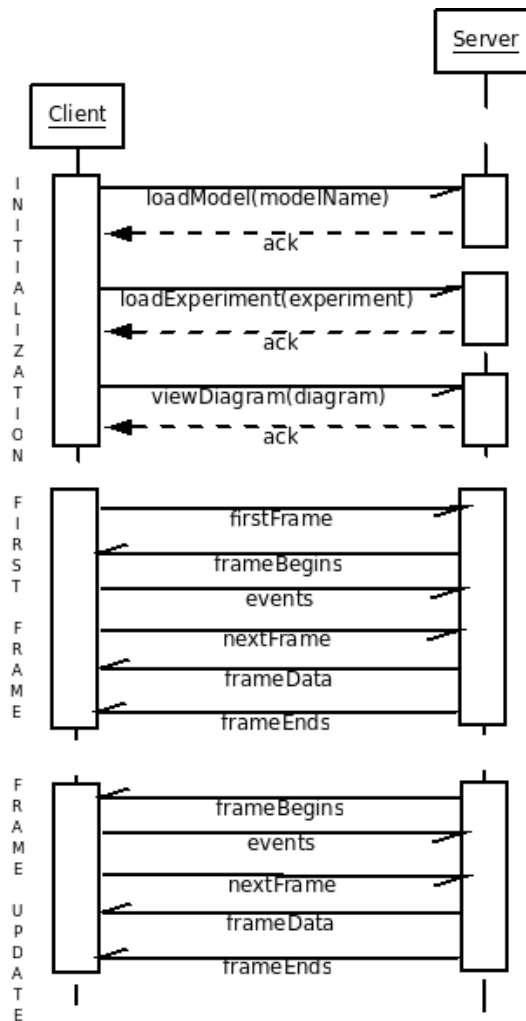 Server
Client
INITIALIZATION
loadModel(modelName)
ack
loadExperiment(experiment)
ack
viewDiagram(diagram)
ack
FIRST FRAME
firstFrame
frameBegins
events
nextFrame
frameData
frameEnds
FRAME UPDATE
frameBegins
events
nextFrame
frameData
frameEnds